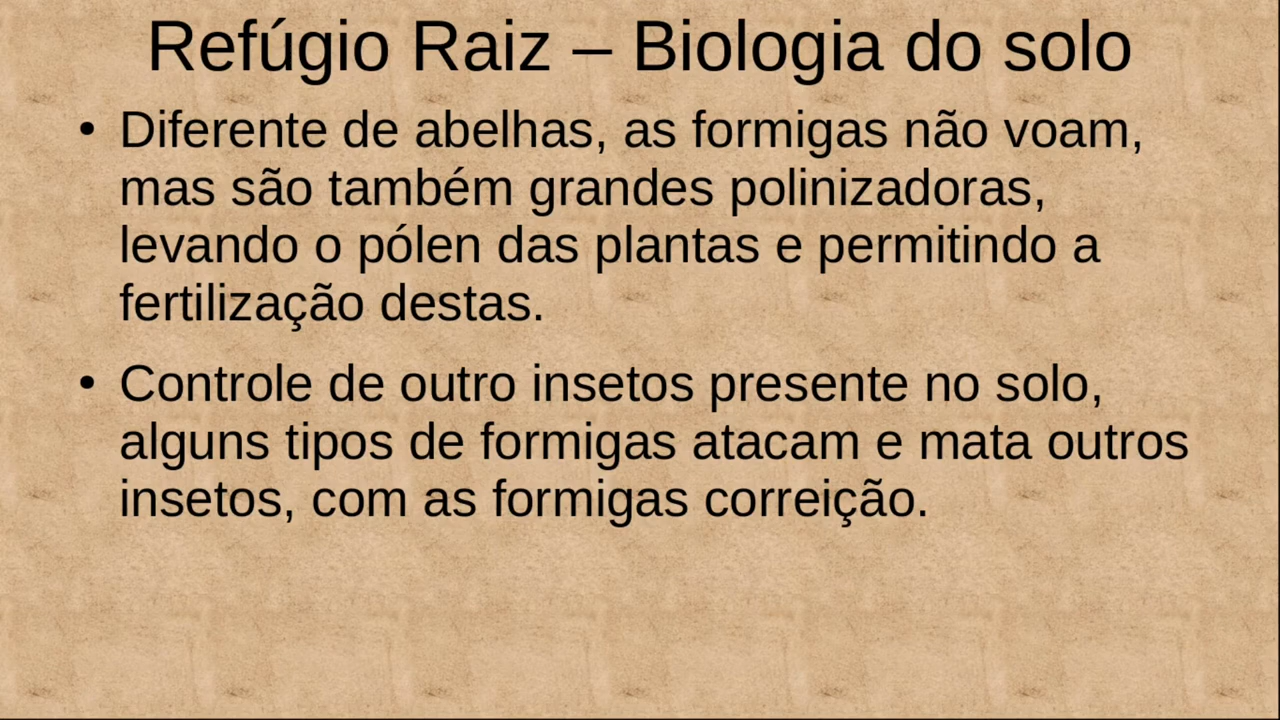 Refúgio Raiz – Biologia do solo
• Diferente de abelhas, as formigas não voam,
mas são também grandes polinizadoras,
levando o pólen das plantas e permitindo a
fertilização destas.
• Controle de outro insetos presente no solo,
alguns tipos de formigas atacam e mata outros
insetos, com as formigas correição.